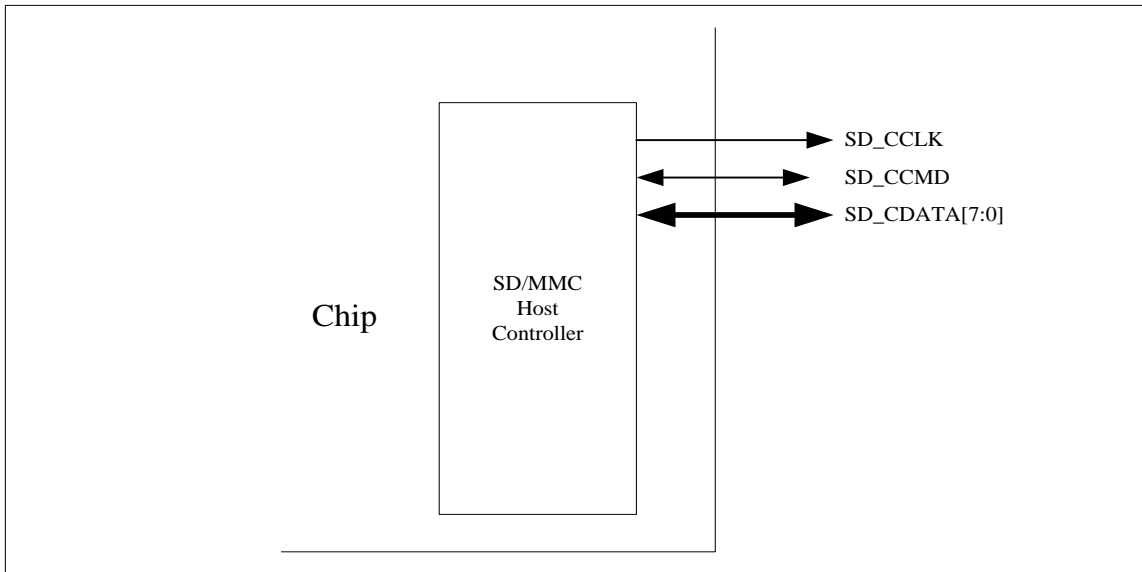 SD_CCLK
SD_CCMD
SD_CDATA[7:0]
SD/MMC
Host
Controller
Chip